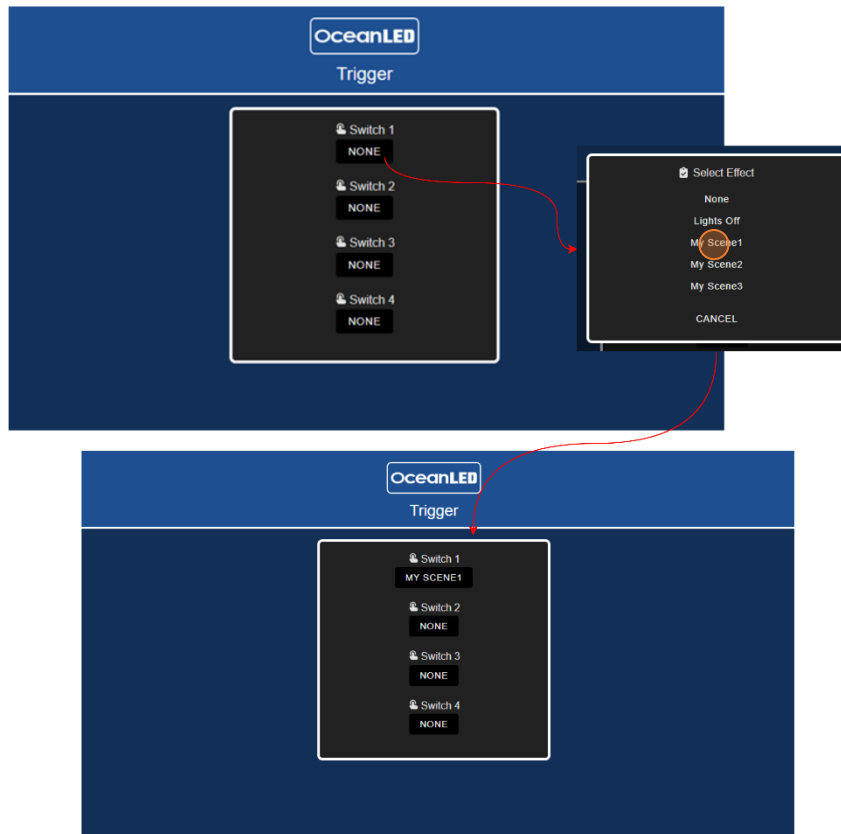 OceanLED
Trigger
Switch 1
NONE
Switch 2
NONE
Switch 3
NONE
Switch 4
NONE
Select Effect
None
Lights Off
My Scene1
My Scene2
My Scene3
CANCEL
OceanLED
Trigger
Switch 1
MY SCENE1
Switch 2
NONE
Switch 3
NONE
Switch 4
NONE